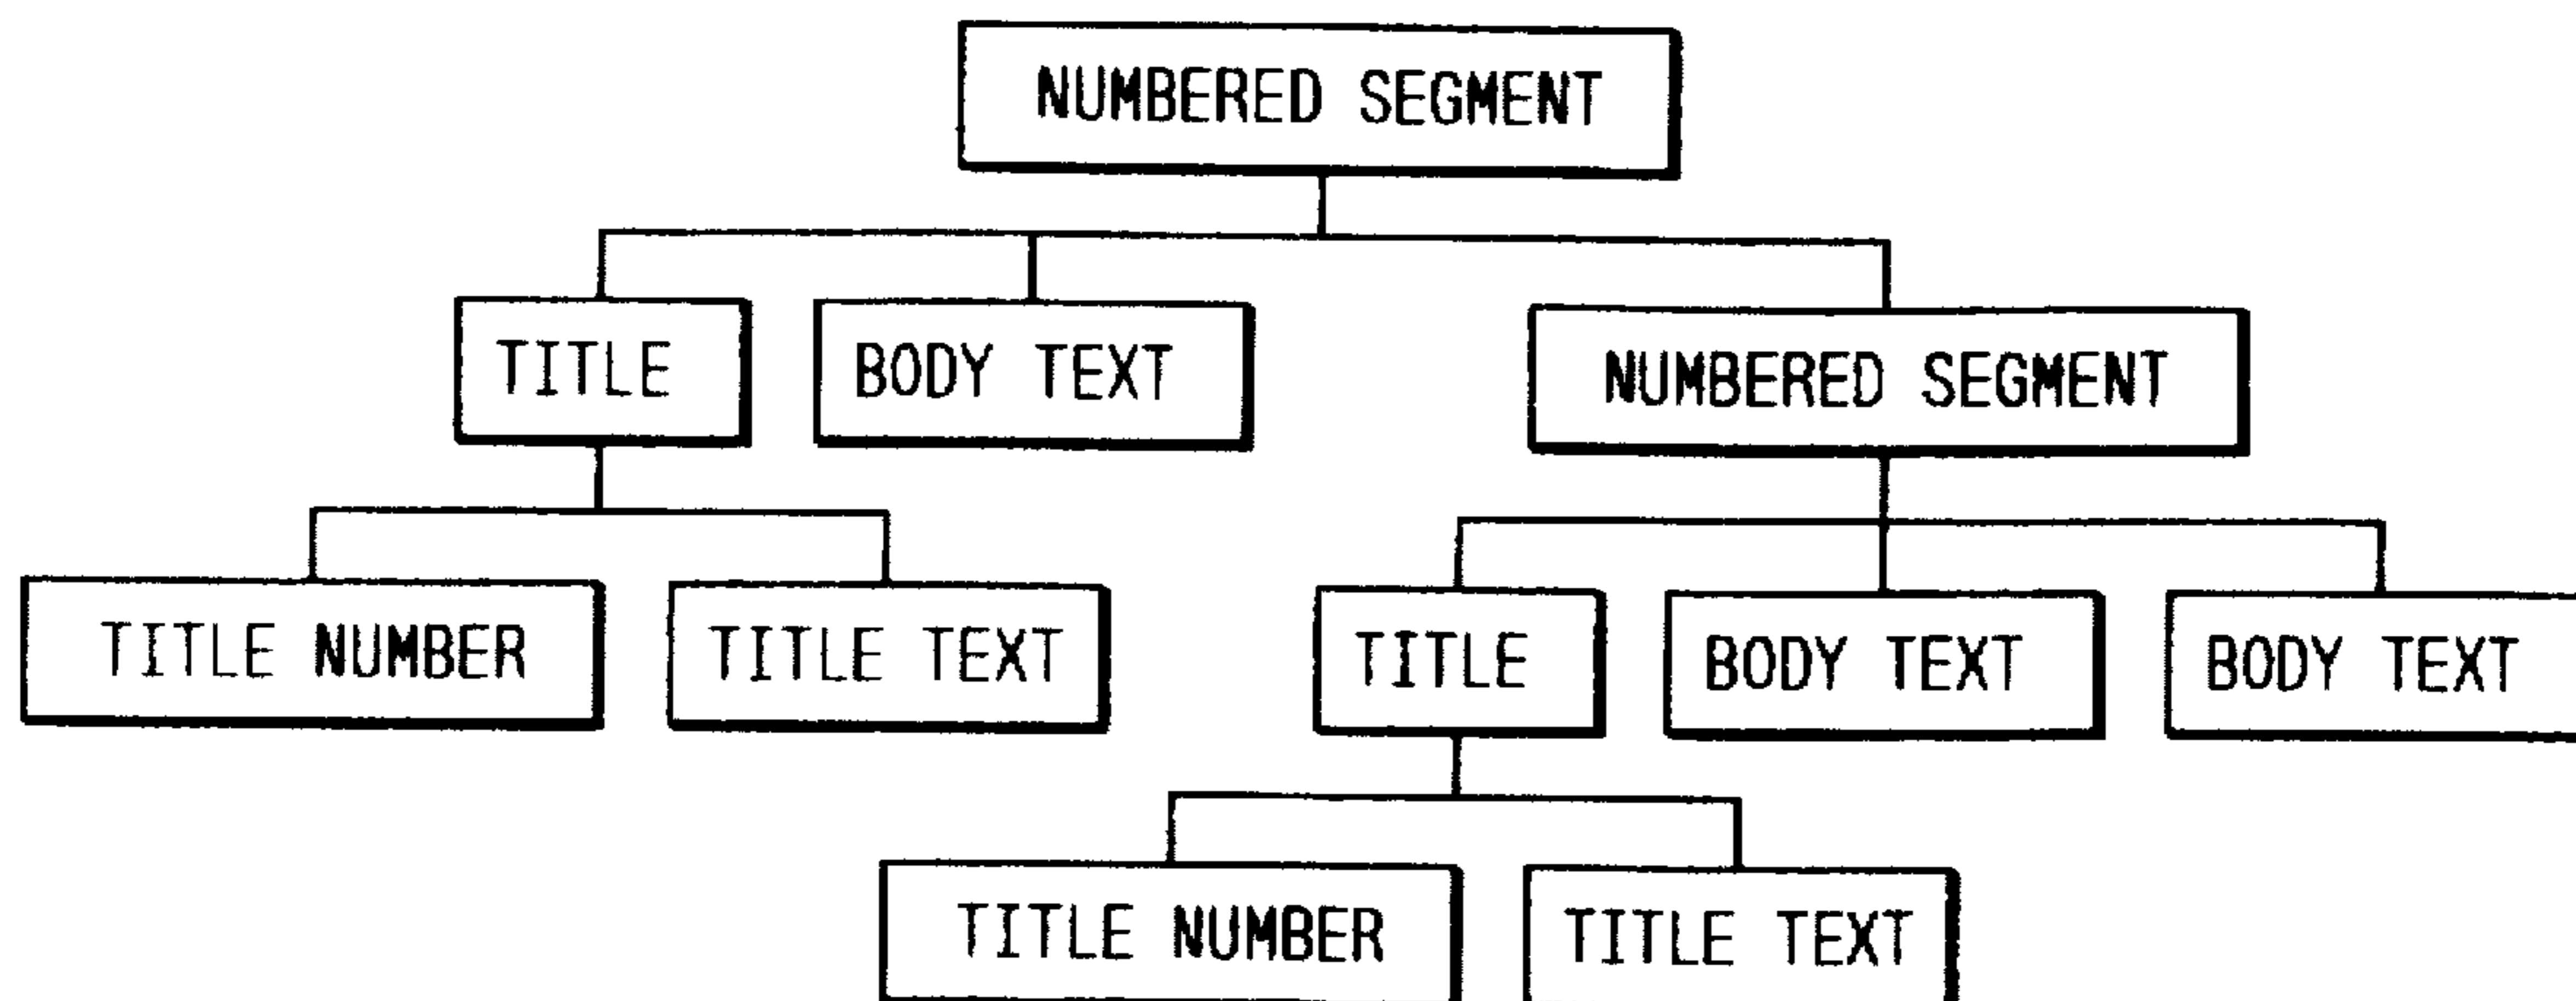 NUMBERED SEGMENT
TITLE
BODY TEXT
NUMBERED SEGMENT
TITLE NUMBER
TITLE TEXT
TITLE
BODY TEXT
BODY TEXT
TITLE NUMBER
TITLE TEXT